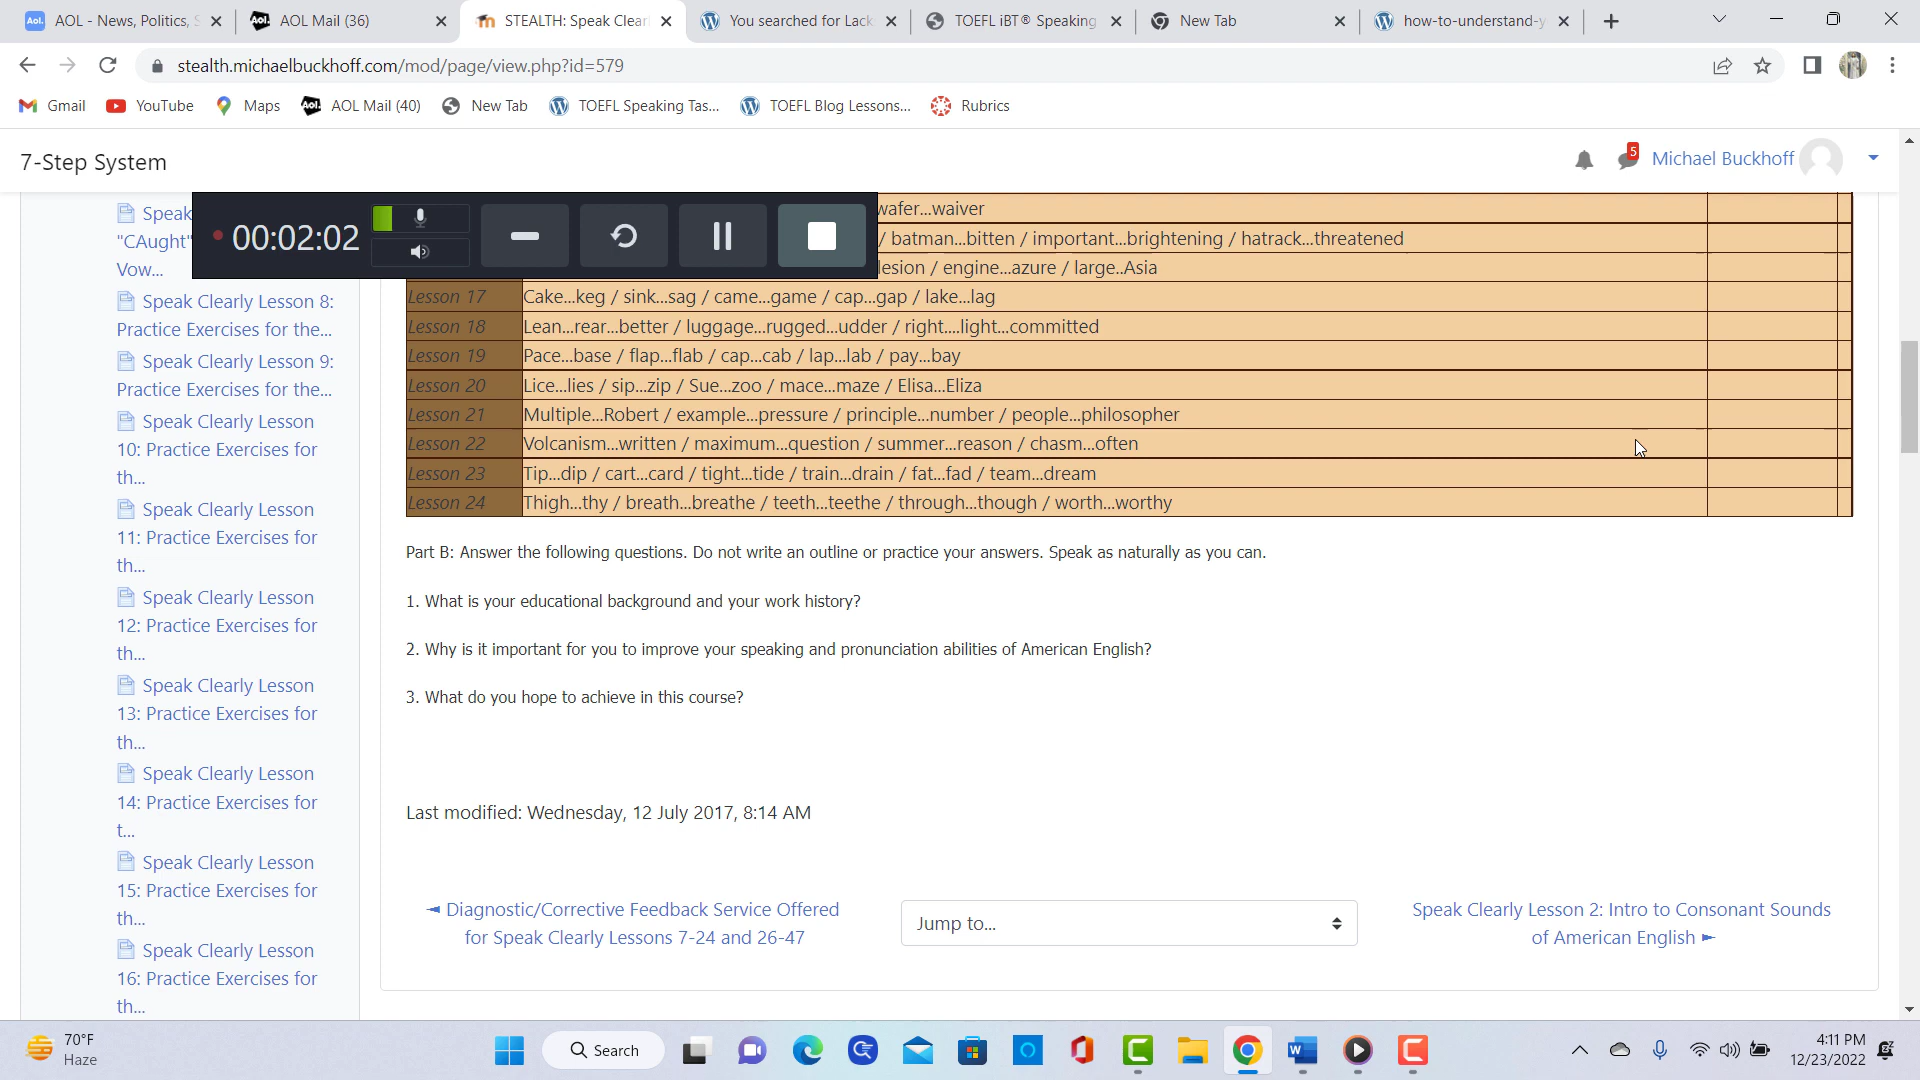 AOL - News, Politics, S
AOL Mail (36)
STEALTH: Speak Clear
You searched for Lack
TOEFL iBT® Speaking
New Tab
how-to-understand-y
stealth.michaelbuckhoff.com/mod/page/view.php?id=579
Gmail
YouTube
Maps
AOL Mail (40)
New Tab
TOEFL Speaking Tas...
TOEFL Blog Lessons...
Rubrics
7-Step System
5
Michael Buckhoff
00:02:02
Speak
"CAught"
Vow...
Speak Clearly Lesson 8:
Practice Exercises for the...
Speak Clearly Lesson 9:
Practice Exercises for the...
Speak Clearly Lesson
10: Practice Exercises for
th...
Speak Clearly Lesson
11: Practice Exercises for
th...
Speak Clearly Lesson
12: Practice Exercises for
th...
Speak Clearly Lesson
13: Practice Exercises for
th...
Speak Clearly Lesson
14: Practice Exercises for
t...
Speak Clearly Lesson
15: Practice Exercises for
th...
Speak Clearly Lesson
16: Practice Exercises for
th...
wafer...waiver
/ batman...bitten / important...brightening / hatrack...threatened
lesion / engine...azure / large..Asia
Lesson 17 Cake...keg / sink...sag / came...game / cap...gap / lake...lag
Lesson 18 Lean...rear...better / luggage...rugged...udder / right....light...committed
Lesson 19 Pace...base / flap...flab / cap...cab / lap...lab / pay...bay
Lesson 20 Lice...lies / sip...zip / Sue...zoo / mace...maze / Elisa...Eliza
Lesson 21 Multiple...Robert / example...pressure / principle...number / people...philosopher
Lesson 22 Volcanism...written / maximum...question / summer...reason / chasm...often
Lesson 23 Tip...dip / cart...card / tight...tide / train...drain / fat...fad / team...dream
Lesson 24 Thigh...thy / breath...breathe / teeth...teethe / through...though / worth...worthy
Part B: Answer the following questions. Do not write an outline or practice your answers. Speak as naturally as you can.
1. What is your educational background and your work history?
2. Why is it important for you to improve your speaking and pronunciation abilities of American English?
3. What do you hope to achieve in this course?
Last modified: Wednesday, 12 July 2017, 8:14 AM
◄ Diagnostic/Corrective Feedback Service Offered
for Speak Clearly Lessons 7-24 and 26-47
Jump to...
Speak Clearly Lesson 2: Intro to Consonant Sounds
of American English ►
70°F
Haze
Search
4:11 PM
12/23/2022